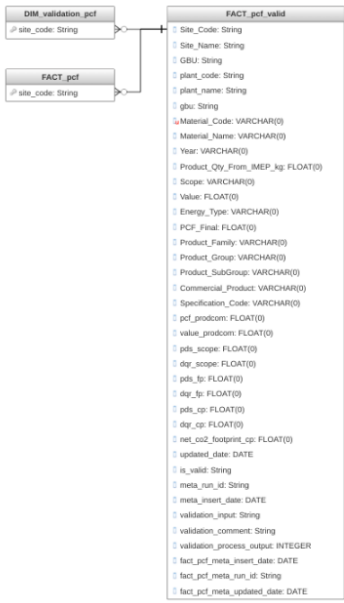 DIM_validation_pcf
site_code: String
FACT_pcf
site_code: String
FACT_pcf_valid
Site_Code: String
Site_Name: String
GBU: String
plant_code: String
plant_name: String
gbu: String
Material_Code: VARCHAR(0)
Material_Name: VARCHAR(0)
Year: VARCHAR(0)
Product_Qty_From_IMEP_kg: FLOAT(0)
Scope: VARCHAR(0)
Value: FLOAT(0)
Energy_Type: VARCHAR(0)
PCF_Final: FLOAT(0)
Product_Family: VARCHAR(0)
Product_Group: VARCHAR(0)
Product_SubGroup: VARCHAR(0)
Commercial_Product: VARCHAR(0)
Specification_Code: VARCHAR(0)
pcf_prodcom: FLOAT(0)
value_prodcom: FLOAT(0)
pds_scope: FLOAT(0)
dqr_scope: FLOAT(0)
pds_fp: FLOAT(0)
dqr_fp: FLOAT(0)
pds_cp: FLOAT(0)
dqr_cp: FLOAT(0)
net_co2_footprint_cp: FLOAT(0)
updated_date: DATE
is_valid: String
meta_run_id: String
meta_insert_date: DATE
validation_input: String
validation_comment: String
validation_process_output: INTEGER
fact_pcf_meta_insert_date: DATE
fact_pcf_meta_run_id: String
fact_pcf_meta_updated_date: DATE